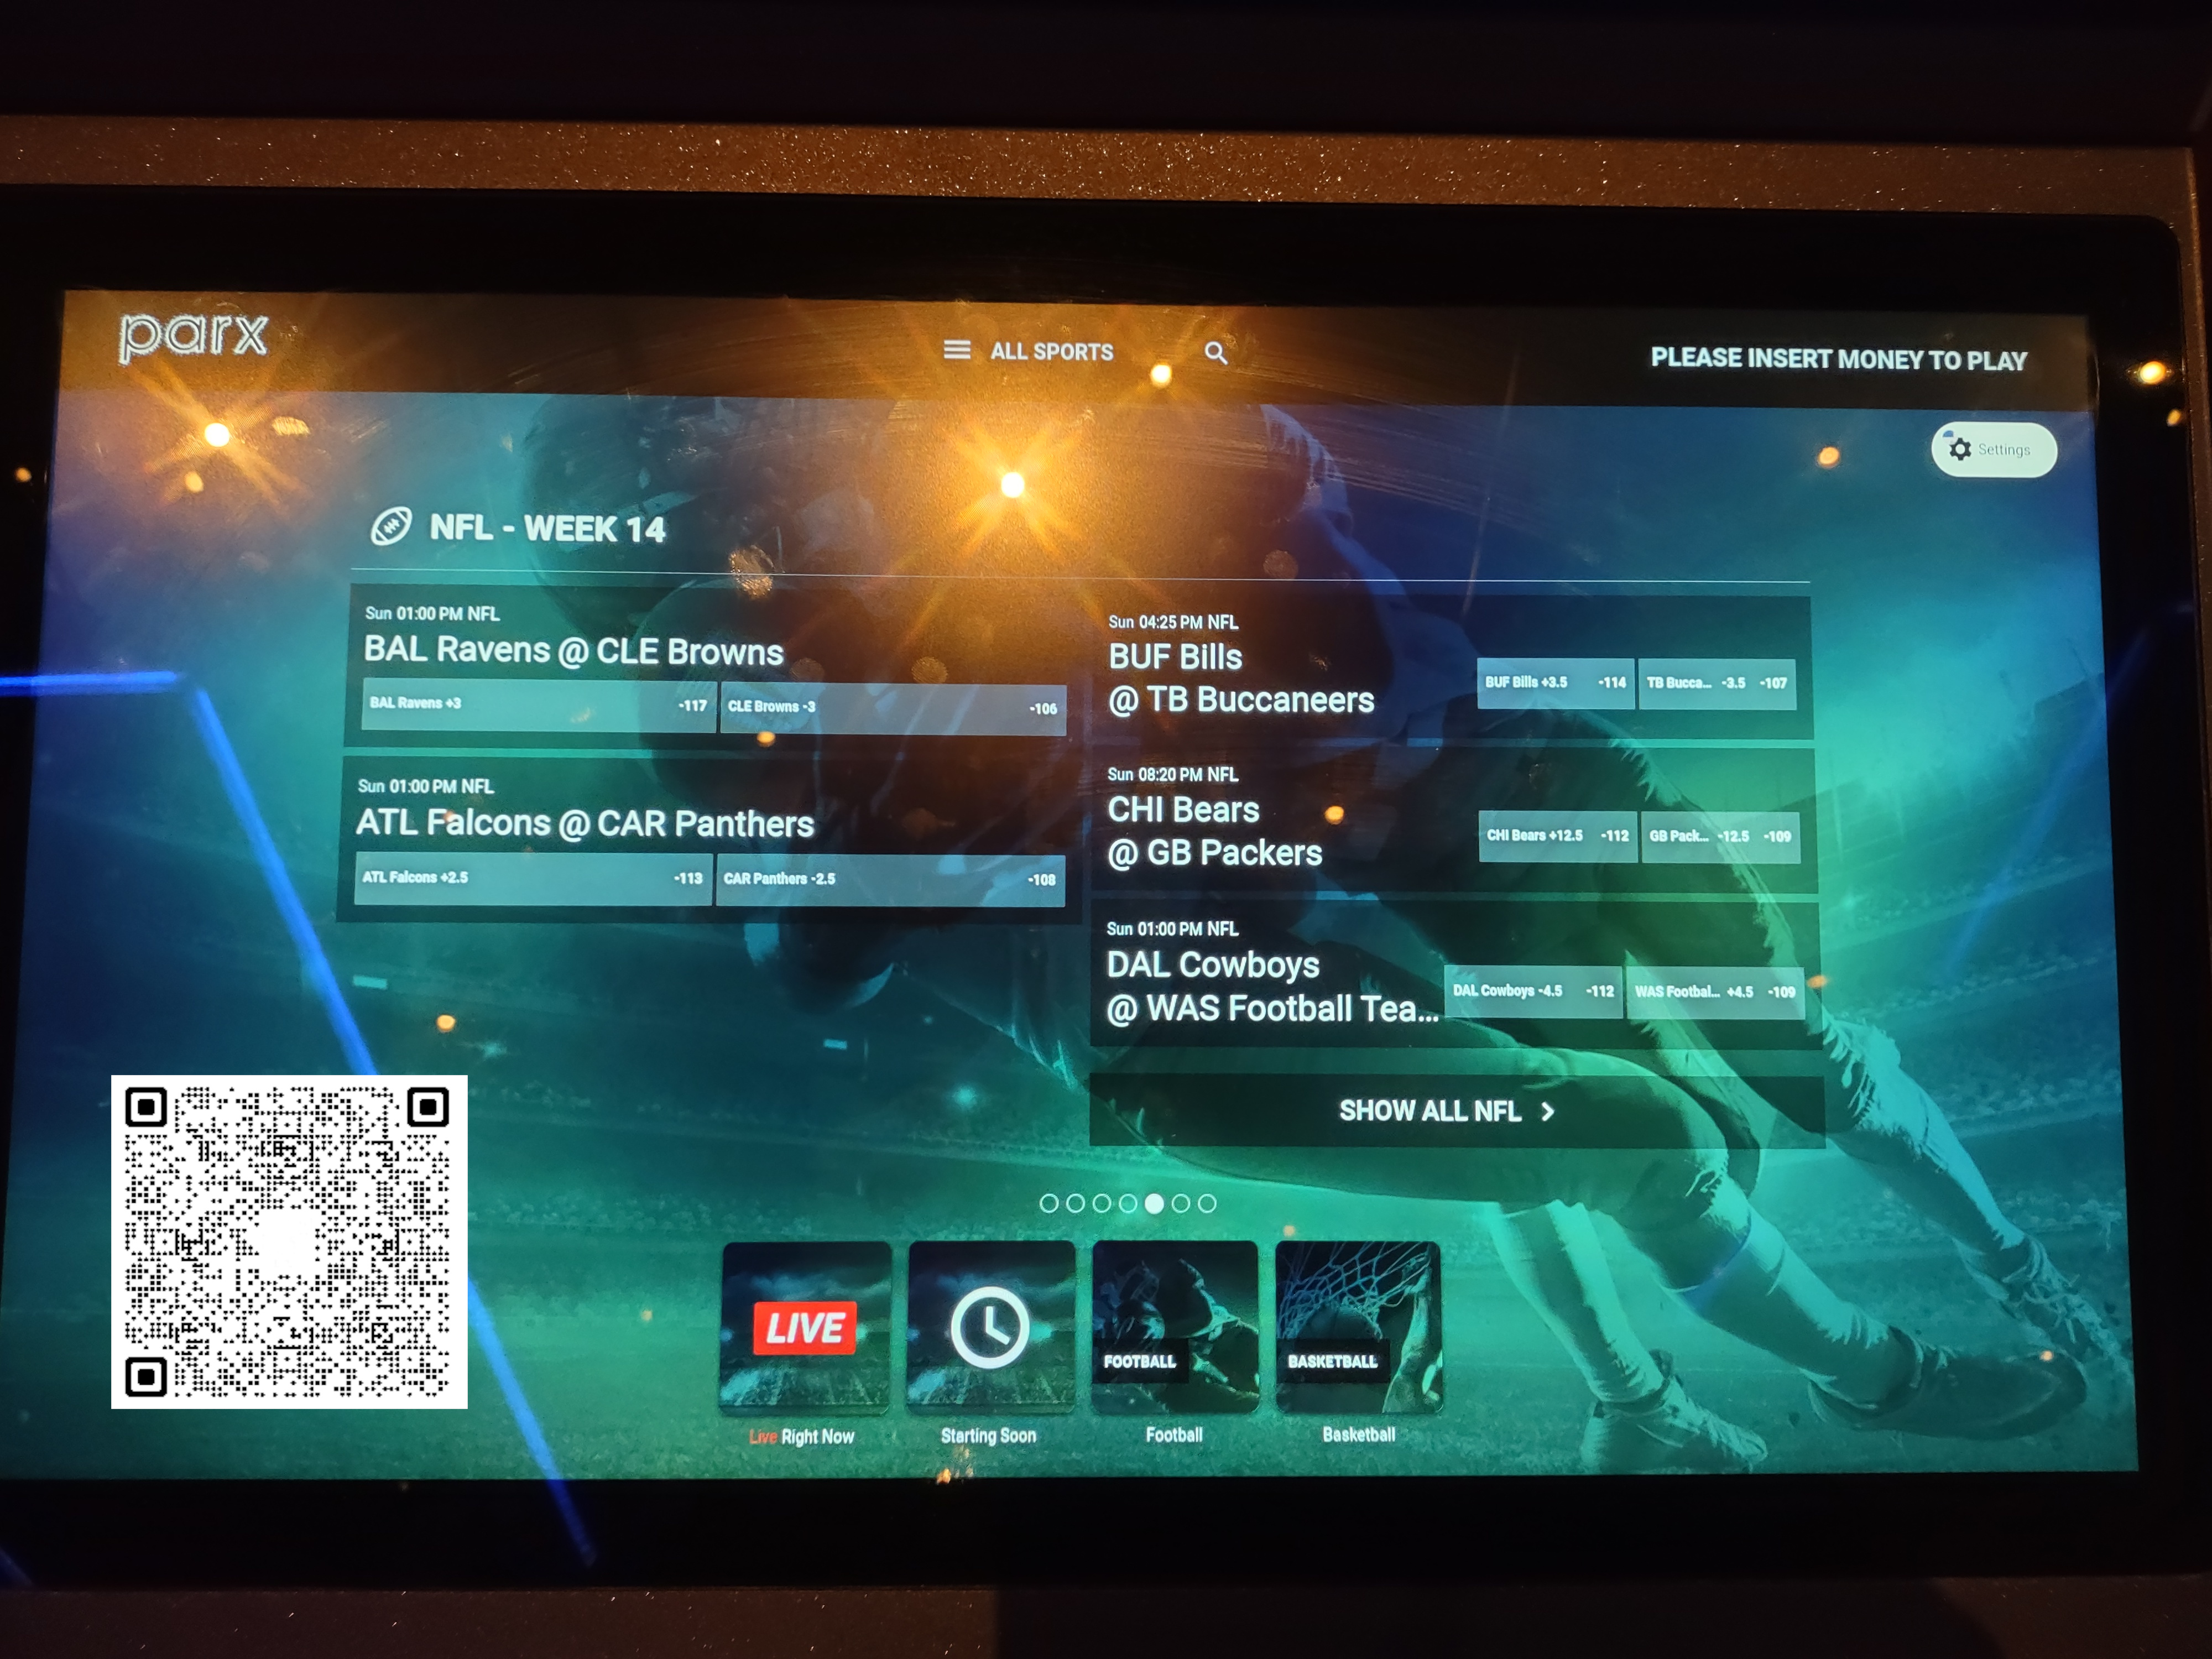 parx
ALL SPORTS
PLEASE INSERT MONEY TO PLAY
Settings
NFL - WEEK 14
Sun 01:00 PM NFL
BAL Ravens @ CLE Browns
BAL Ravens +3 -117 CLE Browns -3 -106
Sun 01:00 PM NFL
ATL Falcons @ CAR Panthers
ATL Falcons +2.5 -113 CAR Panthers -2.5 -108
Sun 04:25 PM NFL
BUF Bills
@ TB Buccaneers
BUF Bills +3.5 -114 TB Bucca... -3.5 -107
Sun 08:20 PM NFL
CHI Bears
@ GB Packers
CHI Bears +12.5 -112 GB Pack... -12.5 -109
Sun 01:00 PM NFL
DAL Cowboys
@ WAS Football Tea...
DAL Cowboys -4.5 -112 WAS Footbal... +4.5 -109
SHOW ALL NFL
LIVE
FOOTBALL
BASKETBALL
Live Right Now
Starting Soon
Football
Basketball